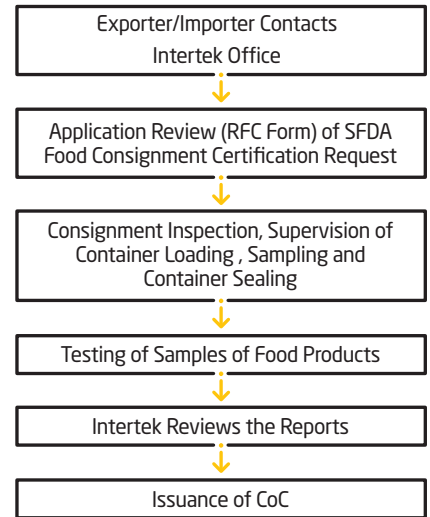 Exporter/Importer Contacts
Intertek Office
Application Review (RFC Form) of SFDA
Food Consignment Certification Request
Consignment Inspection, Supervision of
Container Loading , Sampling and
Container Sealing
Testing of Samples of Food Products
Intertek Reviews the Reports
Issuance of CoC